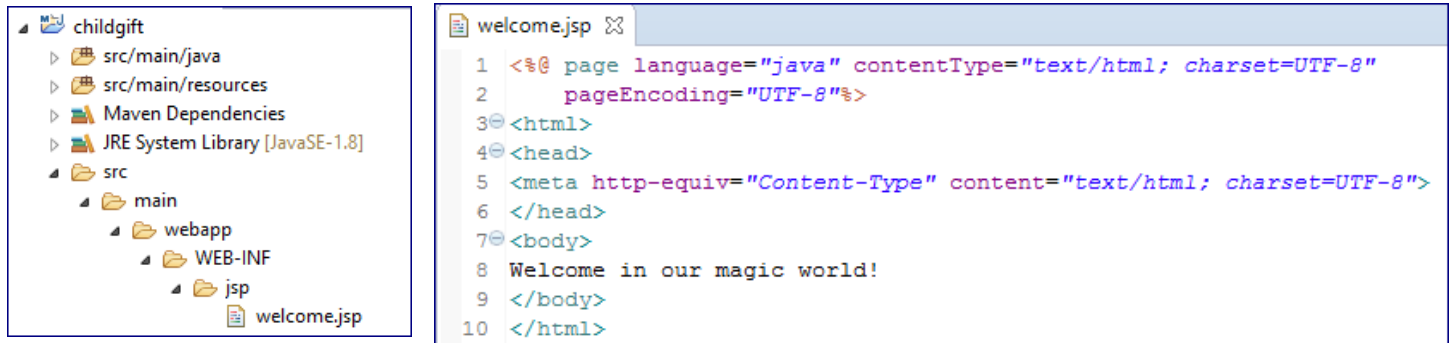 childgift
src/main/java
src/main/resources
Maven Dependencies
JRE System Library [JavaSE-1.8]
src
main
webapp
WEB-INF
jsp
welcome.jsp
welcome.jsp
1 <%@ page language="java" contentType="text/html; charset=UTF-8"
2     pageEncoding="UTF-8"%>
3 <html>
4 <head>
5 <meta http-equiv="Content-Type" content="text/html; charset=UTF-8">
6 </head>
7 <body>
8 Welcome in our magic world!
9 </body>
10 </html>